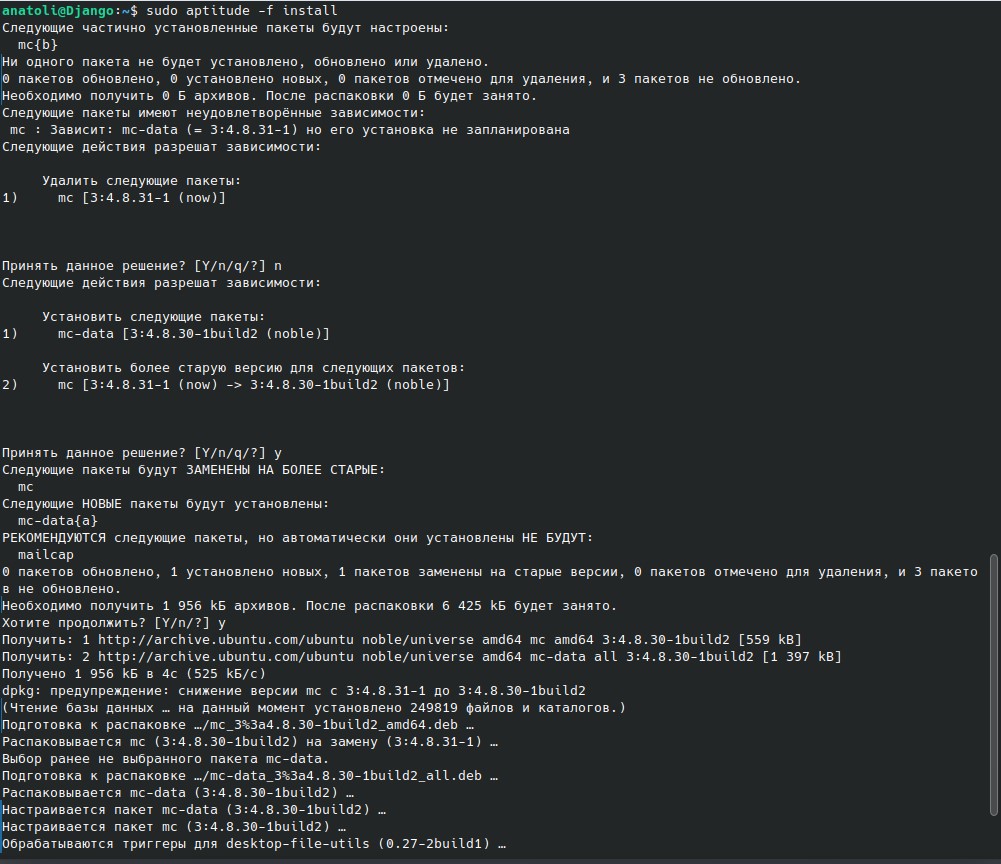 anatoli@Django:~$ sudo aptitude -f install
Следующие частично установленные пакеты будут настроены:
  mc{b}
Ни одного пакета не будет установлено, обновлено или удалено.
0 пакетов обновлено, 0 установлено новых, 0 пакетов отмечено для удаления, и 3 пакетов не обновлено.
Необходимо получить 0 Б архивов. После распаковки 0 Б будет занято.
Следующие пакеты имеют неудовлетворённые зависимости:
 mc : Зависит: mc-data (= 3:4.8.31-1) но его установка не запланирована
Следующие действия разрешат зависимости:
     Удалить следующие пакеты:
1)     mc [3:4.8.31-1 (now)]
Принять данное решение? [Y/n/q/?] n
Следующие действия разрешат зависимости:
     Установить следующие пакеты:
1)     mc-data [3:4.8.30-1build2 (noble)]
     Установить более старую версию для следующих пакетов:
2)     mc [3:4.8.31-1 (now) -> 3:4.8.30-1build2 (noble)]
Принять данное решение? [Y/n/q/?] y
Следующие пакеты будут ЗАМЕНЕНЫ НА БОЛЕЕ СТАРЫЕ:
  mc
Следующие НОВЫЕ пакеты будут установлены:
  mc-data{a}
РЕКОМЕНДУЮТСЯ следующие пакеты, но автоматически они установлены НЕ БУДУТ:
  mailcap
0 пакетов обновлено, 1 установлено новых, 1 пакетов заменены на старые версии, 0 пакетов отмечено для удаления, и 3 пакето
в не обновлено.
Необходимо получить 1 956 kБ архивов. После распаковки 6 425 kБ будет занято.
Хотите продолжить? [Y/n/?] y
Получить: 1 http://archive.ubuntu.com/ubuntu noble/universe amd64 mc amd64 3:4.8.30-1build2 [559 kB]
Получить: 2 http://archive.ubuntu.com/ubuntu noble/universe amd64 mc-data all 3:4.8.30-1build2 [1 397 kB]
Получено 1 956 kБ в 4с (525 kБ/с)
dpkg: предупреждение: снижение версии mc с 3:4.8.31-1 до 3:4.8.30-1build2
(Чтение базы данных … на данный момент установлено 249819 файлов и каталогов.)
Подготовка к распаковке …/mc_3%3a4.8.30-1build2_amd64.deb …
Распаковывается mc (3:4.8.30-1build2) на замену (3:4.8.31-1) …
Выбор ранее не выбранного пакета mc-data.
Подготовка к распаковке …/mc-data_3%3a4.8.30-1build2_all.deb …
Распаковывается mc-data (3:4.8.30-1build2) …
Настраивается пакет mc-data (3:4.8.30-1build2) …
Настраивается пакет mc (3:4.8.30-1build2) …
Обрабатываются триггеры для desktop-file-utils (0.27-2build1) …